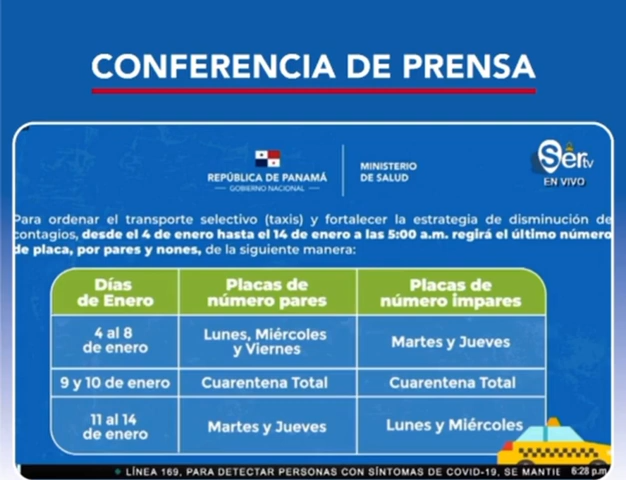 CONFERENCIA DE PRENSA
REPÚBLICA DE PANAMÁ
— GOBIERNO NACIONAL —
MINISTERIO
DE SALUD
Sertv
EN VIVO
Para ordenar el transporte selectivo (taxis) y fortalecer la estrategia de disminución de
contagios, desde el 4 de enero hasta el 14 de enero a las 5:00 a.m. regirá el último número
de placa, por pares y nones, de la siguiente manera:
Días
de Enero
Placas de
número pares
Placas de
número impares
4 al 8
de enero
Lunes, Miércoles
y Viernes
Martes y Jueves
9 y 10 de enero
Cuarentena Total
Cuarentena Total
11 al 14
de enero
Martes y Jueves
Lunes y Miércoles
LÍNEA 169, PARA DETECTAR PERSONAS CON SÍNTOMAS DE COVID-19. SE MANTIE
6:28 p.m